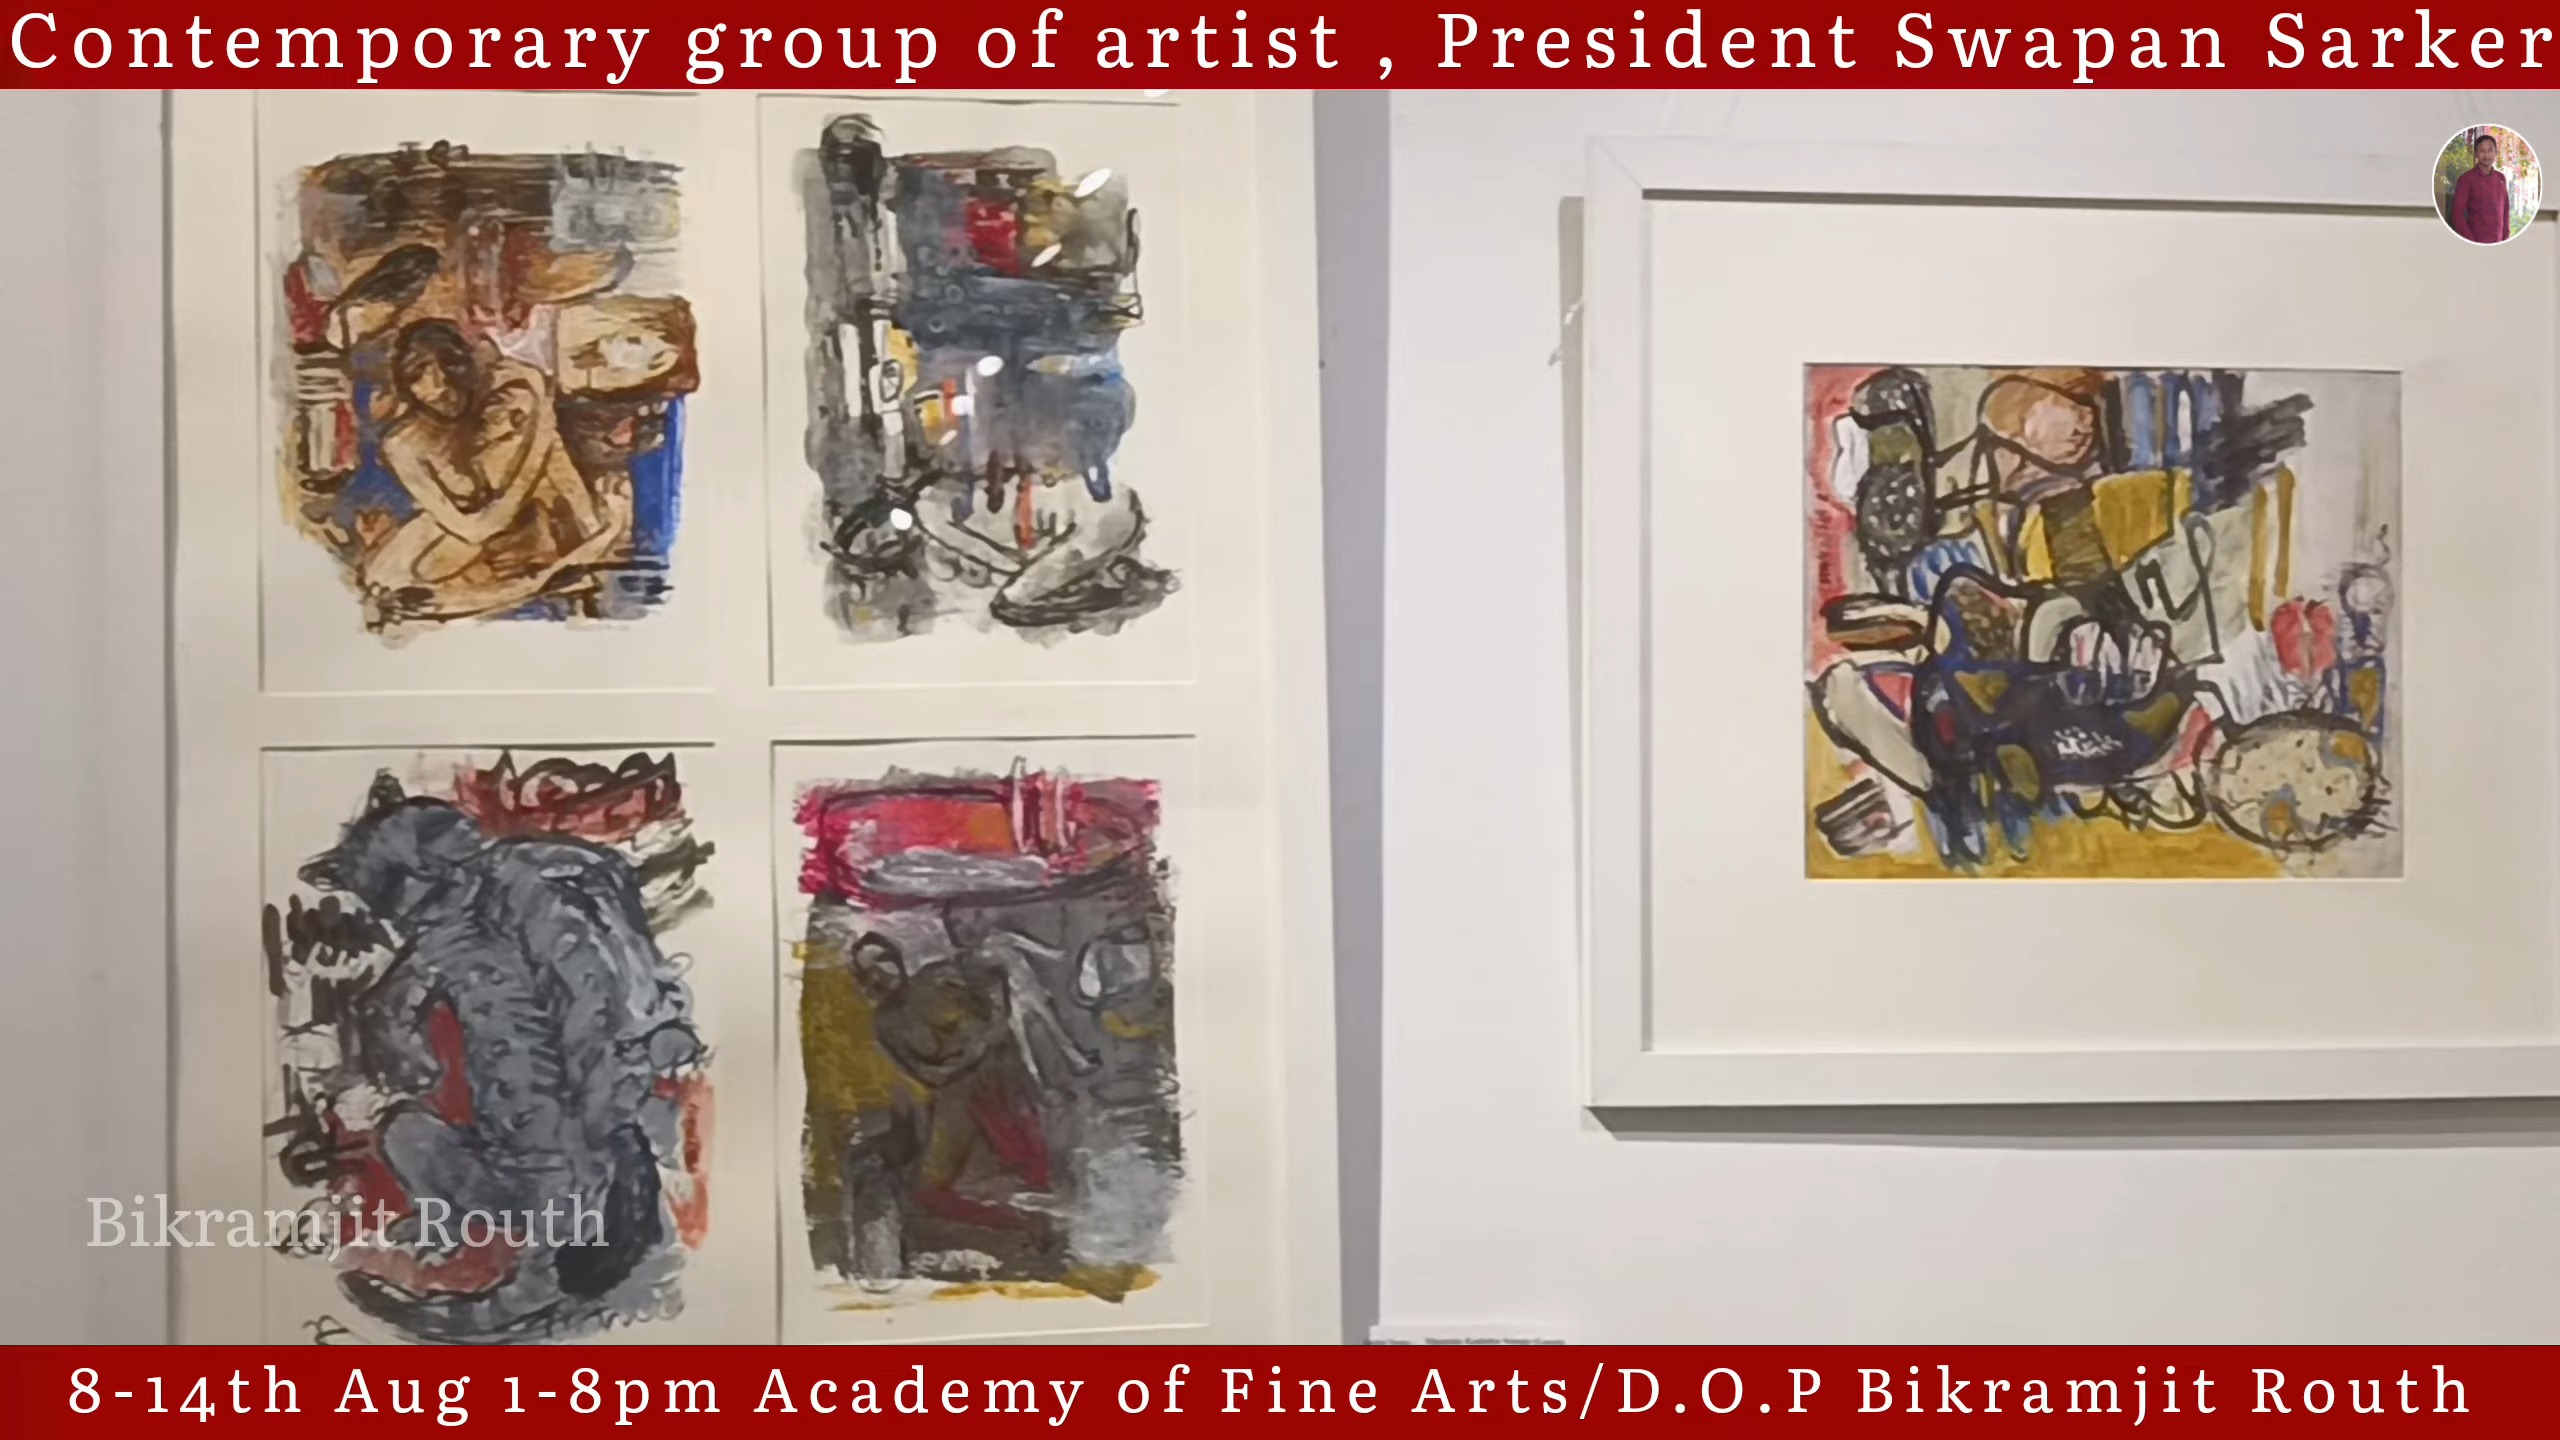 Contemporary group of artist , President Swapan Sarker
Bikramjit Routh
8-14th Aug 1-8pm Academy of Fine Arts/D.O.P Bikramjit Routh